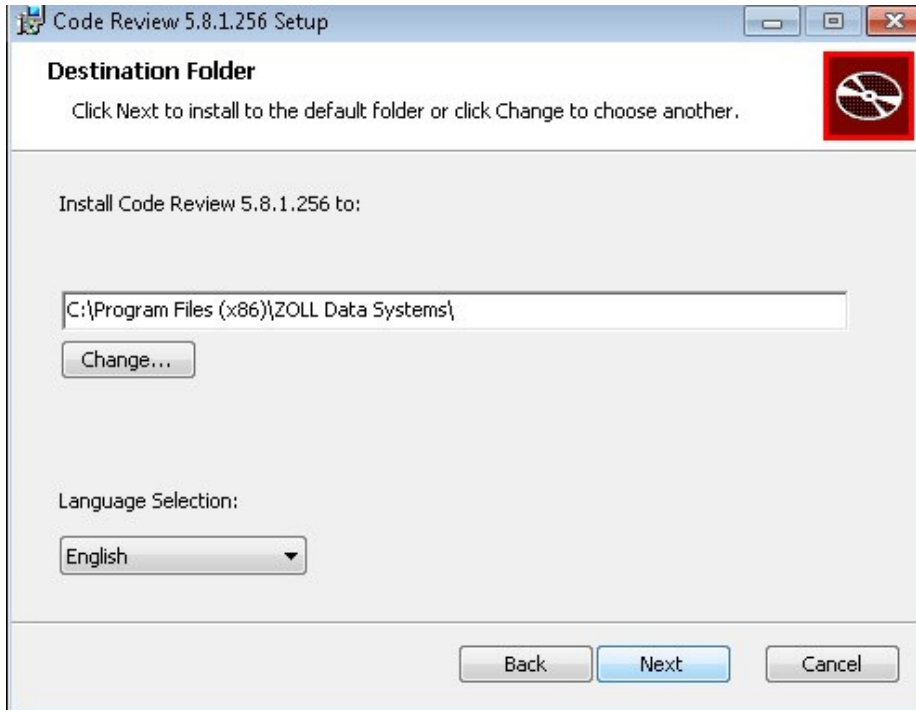 Code Review 5.8.1.256 Setup
Destination Folder
Click Next to install to the default folder or click Change to choose another.
Install Code Review 5.8.1.256 to:
C:\Program Files (x86)\ZOLL Data Systems\
Change...
Language Selection:
English
Back Next Cancel